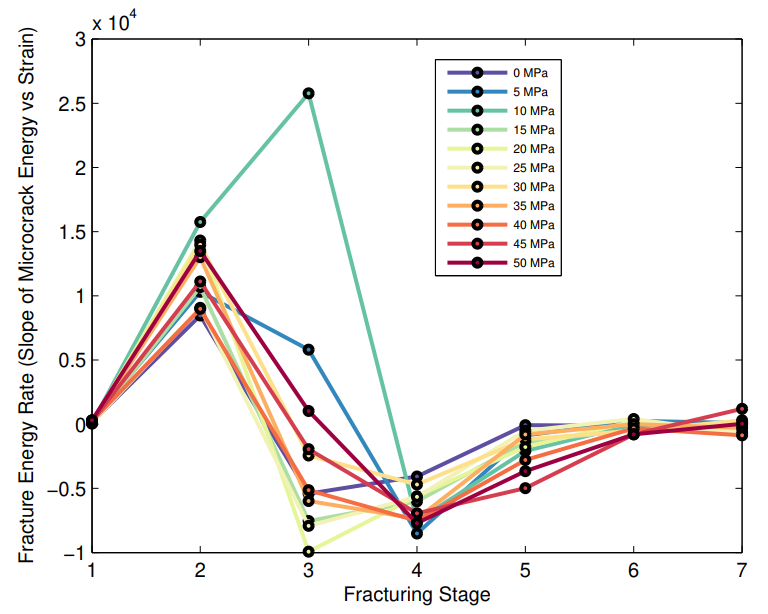 x 10^4
3
2.5
2
1.5
1
0.5
0
−0.5
−1
1 2 3 4 5 6 7
Fracturing Stage
Fracture Energy Rate (Slope of Microcrack Energy vs Strain)
0 MPa
5 MPa
10 MPa
15 MPa
20 MPa
25 MPa
30 MPa
35 MPa
40 MPa
45 MPa
50 MPa